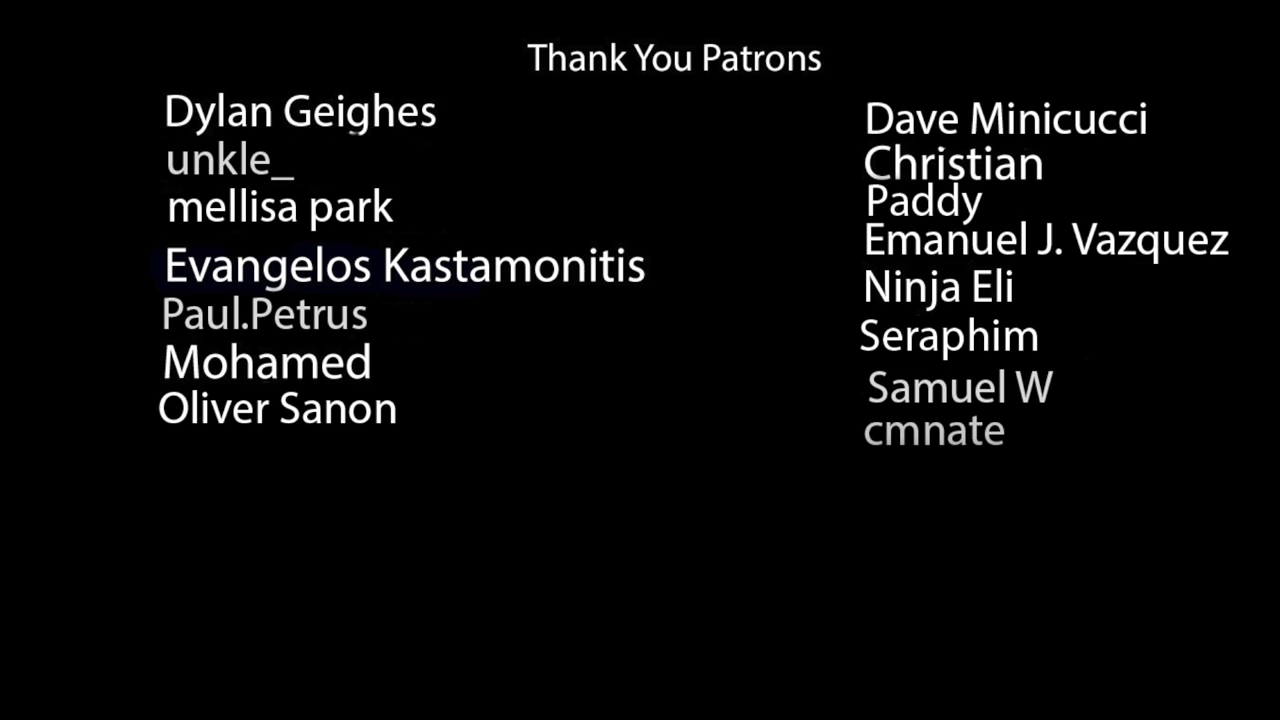 Thank You Patrons
Dylan Geighes
unkle_
mellisa park
Evangelos Kastamonitis
Paul.Petrus
Mohamed
Oliver Sanon
Dave Minicucci
Christian
Paddy
Emanuel J. Vazquez
Ninja Eli
Seraphim
Samuel W
cmnate